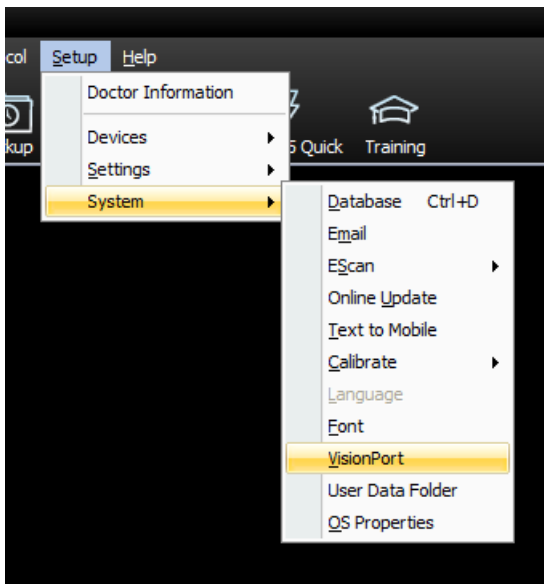 col Setup Help
Doctor Information
kup Quick Training
Devices
Settings
System
Database Ctrl+D
Email
EScan
Online Update
Text to Mobile
Calibrate
Language
Font
VisionPort
User Data Folder
OS Properties